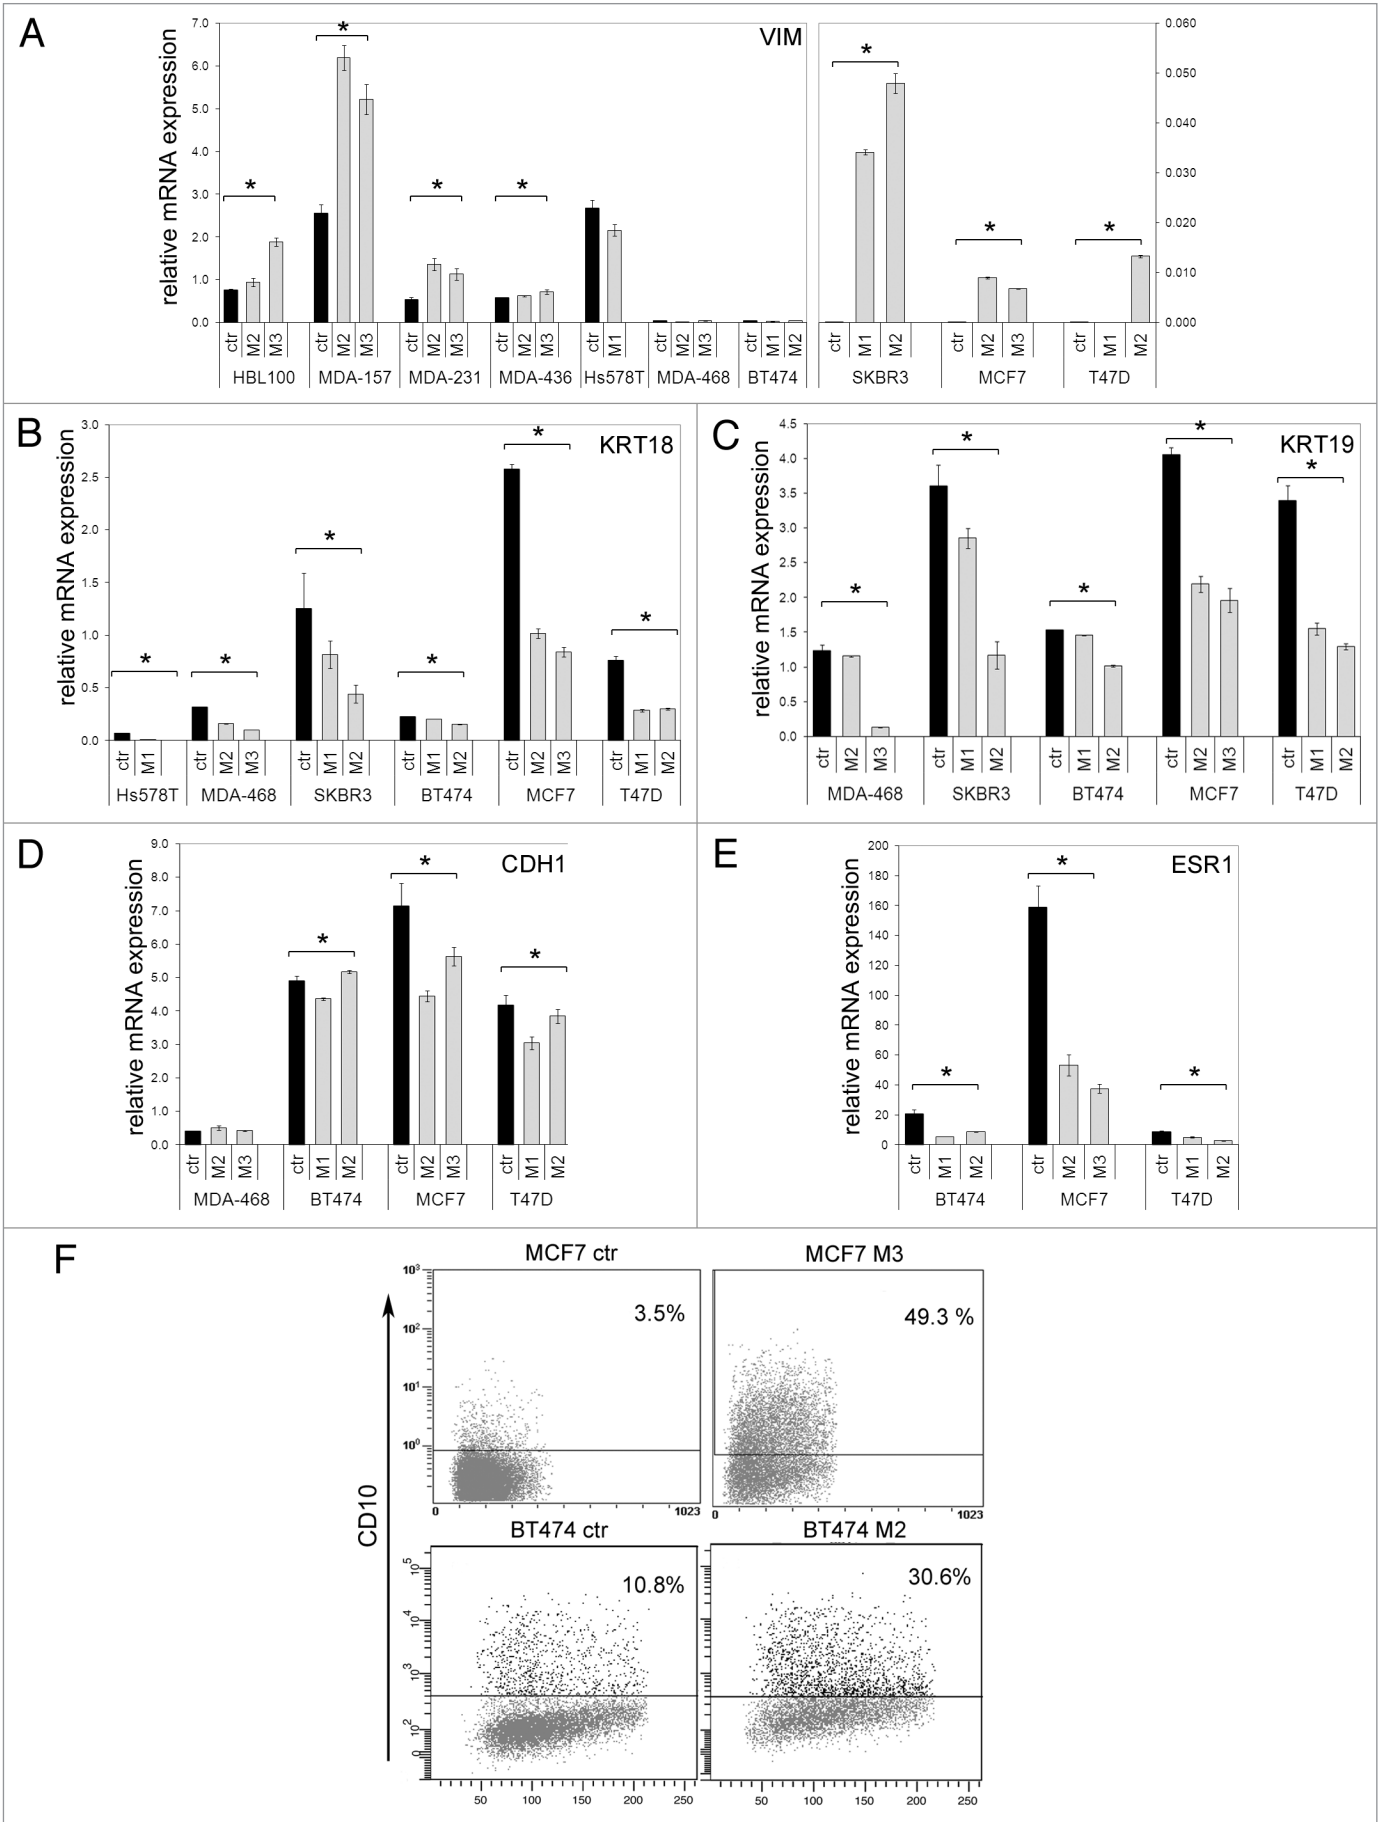 A
relative mRNA expression
7.0
6.0
5.0
4.0
3.0
2.0
1.0
0.0
*
*
*
*
VIM
ctr M2 M3 ctr M2 M3 ctr M2 M3 ctr M2 M3 ctr M1 ctr M2 M3 ctr M1 M2
HBL100 MDA-157 MDA-231 MDA-436 Hs578T MDA-468 BT474
*
*
*
0.060
0.050
0.040
0.030
0.020
0.010
0.000
ctr M1 M2 ctr M2 M3 ctr M1 M2
SKBR3 MCF7 T47D
B
relative mRNA expression
3.0
2.5
2.0
1.5
1.0
0.5
0.0
KRT18
* * * * * *
ctr M1 ctr M2 M3 ctr M1 M2 ctr M1 M2 ctr M2 M3 ctr M1 M2
Hs578T MDA-468 SKBR3 BT474 MCF7 T47D
C
relative mRNA expression
4.5
4.0
3.5
3.0
2.5
2.0
1.5
1.0
0.5
0.0
KRT19
* * * * *
ctr M2 M3 ctr M1 M2 ctr M1 M2 ctr M2 M3 ctr M1 M2
MDA-468 SKBR3 BT474 MCF7 T47D
D
relative mRNA expression
9.0
8.0
7.0
6.0
5.0
4.0
3.0
2.0
1.0
0.0
CDH1
* * *
ctr M2 M3 ctr M1 M2 ctr M2 M3 ctr M1 M2
MDA-468 BT474 MCF7 T47D
E
relative mRNA expression
200
180
160
140
120
100
80
60
40
20
0
ESR1
* * *
ctr M1 M2 ctr M2 M3 ctr M1 M2
BT474 MCF7 T47D
F
CD10
MCF7 ctr
3.5%
10³
10²
10¹
10⁰
0 1023
MCF7 M3
49.3 %
0 1023
BT474 ctr
10.8%
10⁵
10⁴
10³
10²
0
50 100 150 200 250
BT474 M2
30.6%
50 100 150 200 250